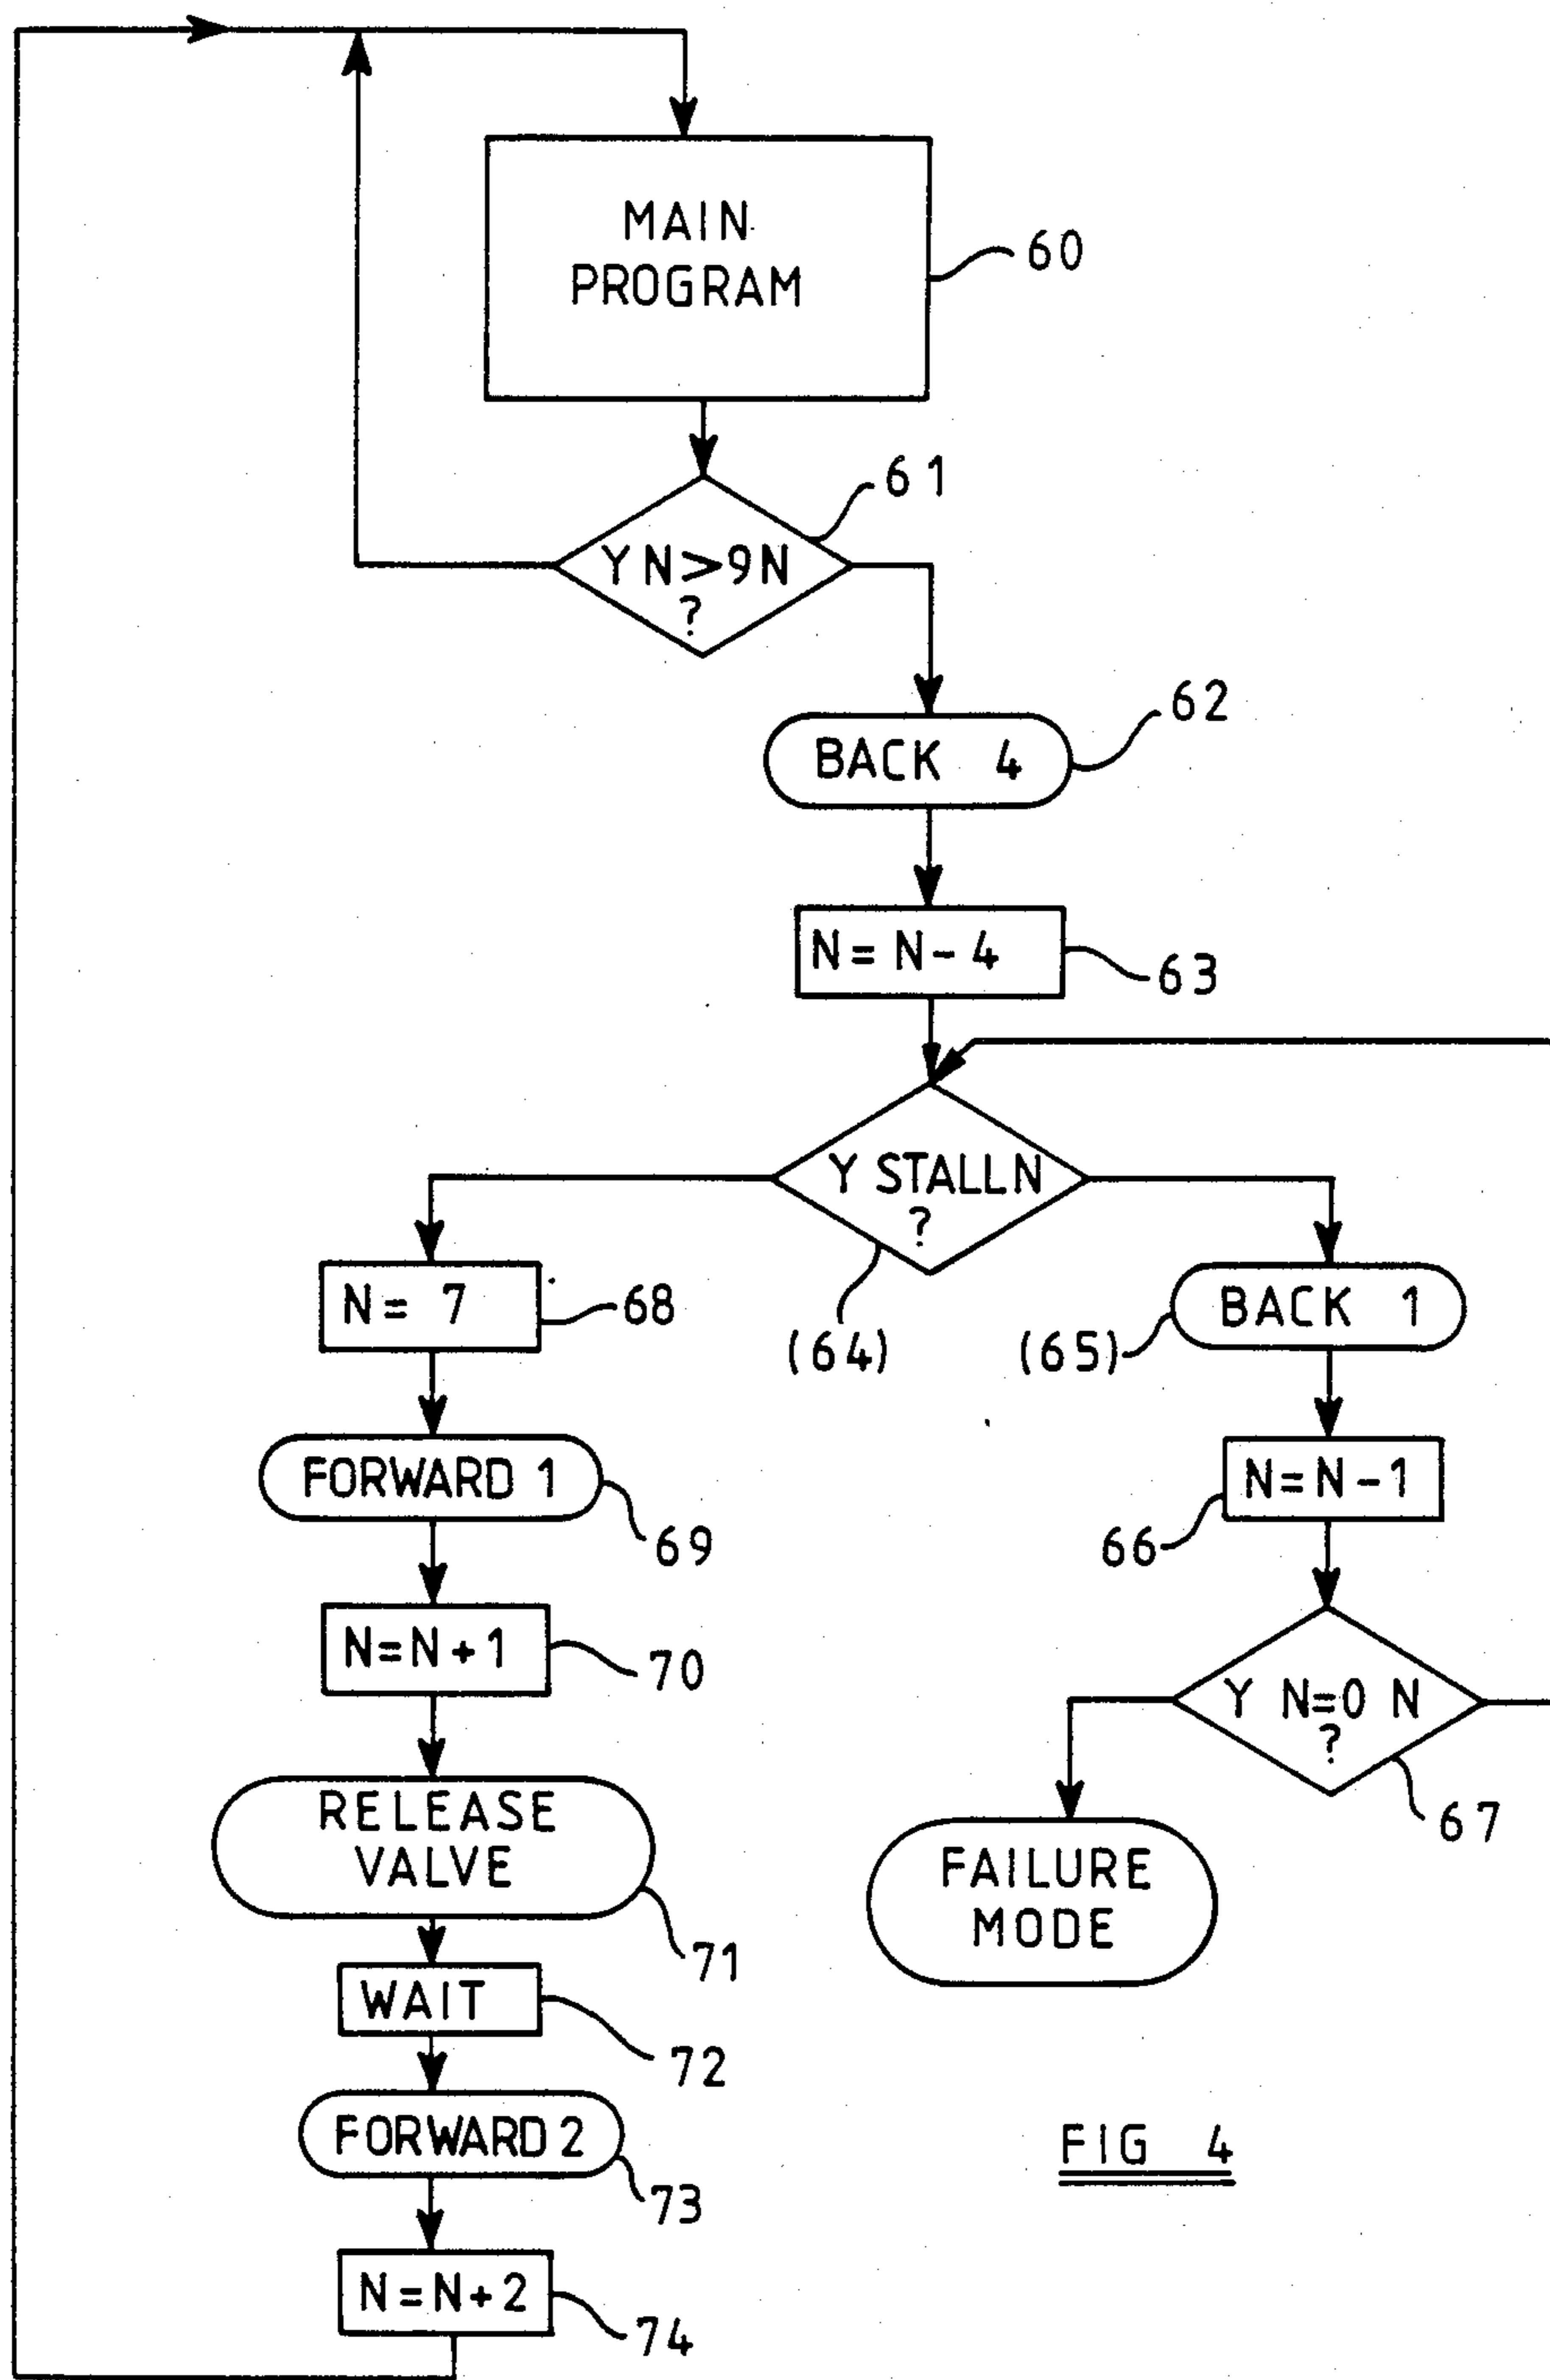 MAIN
PROGRAM
60
61
Y N>9N
?
62
BACK 4
N=N-4
63
Y STALL N
?
N= 7
68
(64)
(65)
BACK 1
FORWARD 1
69
N=N-1
66
N=N+1
70
Y N=0 N
?
67
RELEASE
VALVE
71
FAILURE
MODE
WAIT
72
FORWARD 2
73
FIG 4
N=N+2
74